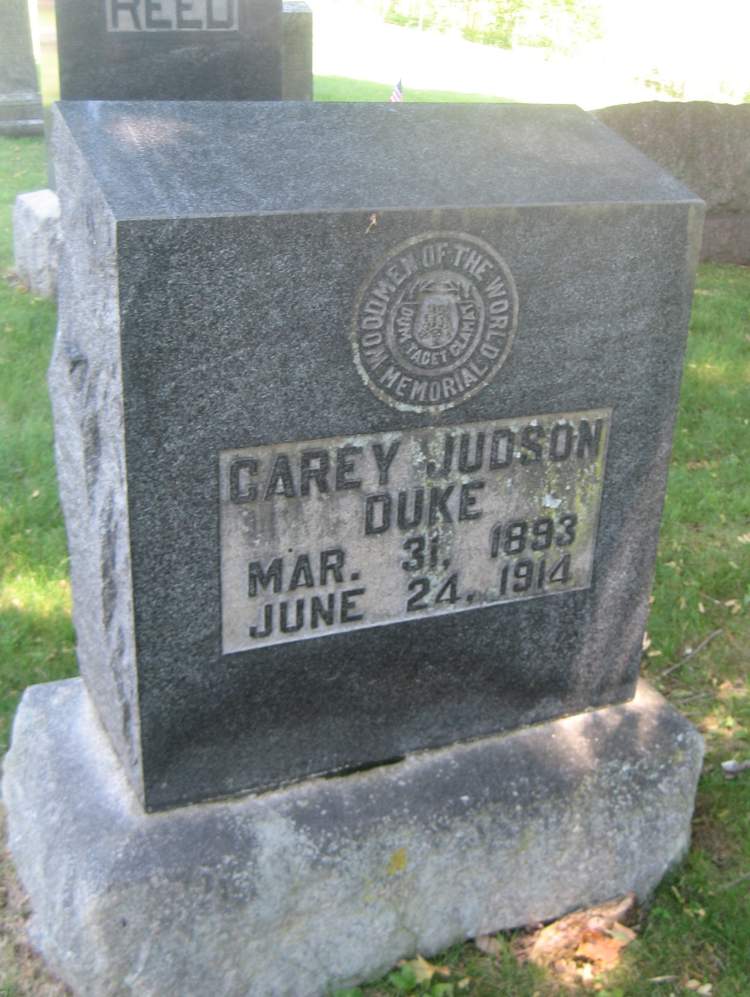 REED
WOODMEN OF THE WORLD
MEMORIAL
DUM TACET CLAMAT
CAREY JUDSON
DUKE
MAR. 31, 1893
JUNE 24, 1914